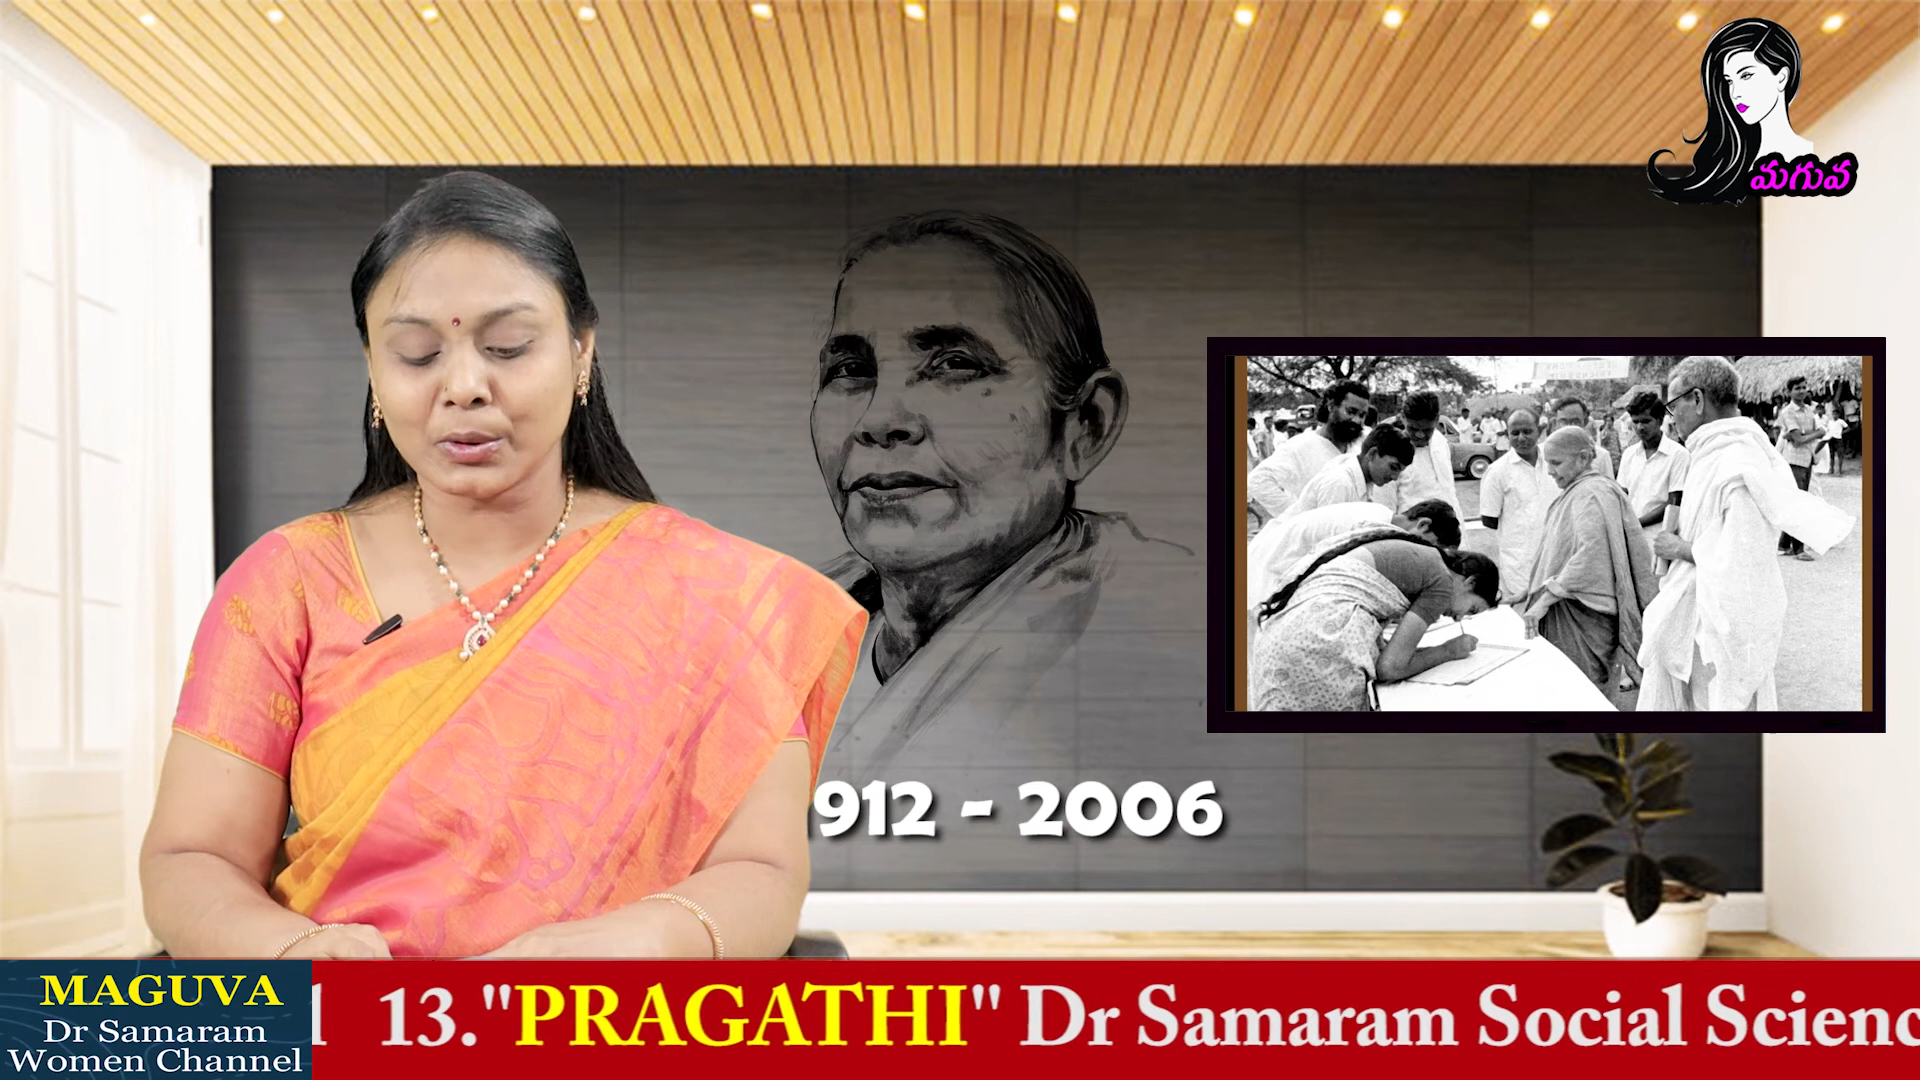 మగువ
912 - 2006
MAGUVA
Dr Samaram
Women Channel
13."PRAGATHI" Dr Samaram Social Scienc